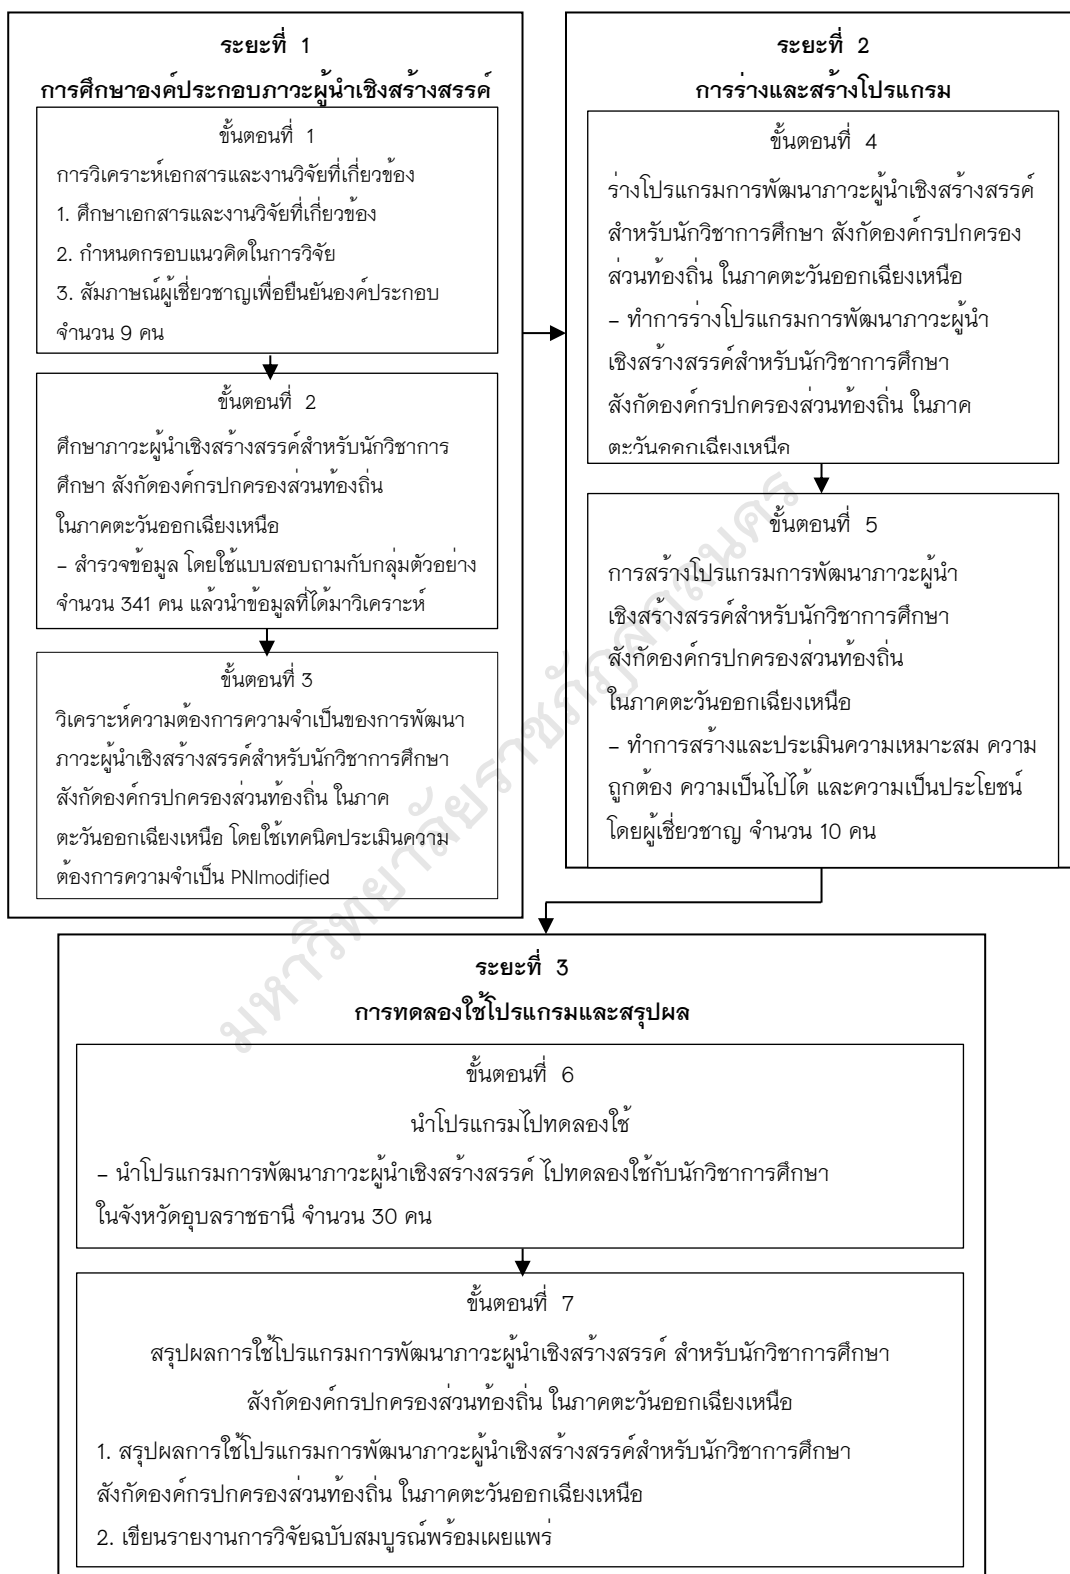 ระยะที่ 1
การศึกษาองค์ประกอบภาวะผู้นำเชิงสร้างสรรค์
ขั้นตอนที่ 1
การวิเคราะห์เอกสารและงานวิจัยที่เกี่ยวข้อง
1. ศึกษาเอกสารและงานวิจัยที่เกี่ยวข้อง
2. กำหนดกรอบแนวคิดในการวิจัย
3. สัมภาษณ์ผู้เชี่ยวชาญเพื่อยืนยันองค์ประกอบ
จำนวน 9 คน
ขั้นตอนที่ 2
ศึกษาภาวะผู้นำเชิงสร้างสรรค์สำหรับนักวิชาการ
ศึกษา สังกัดองค์กรปกครองส่วนท้องถิ่น
ในภาคตะวันออกเฉียงเหนือ
– สำรวจข้อมูล โดยใช้แบบสอบถามกับกลุ่มตัวอย่าง
จำนวน 341 คน แล้วนำข้อมูลที่ได้มาวิเคราะห์
ขั้นตอนที่ 3
วิเคราะห์ความต้องการความจำเป็นของการพัฒนา
ภาวะผู้นำเชิงสร้างสรรค์สำหรับนักวิชาการศึกษา
สังกัดองค์กรปกครองส่วนท้องถิ่น ในภาค
ตะวันออกเฉียงเหนือ โดยใช้เทคนิคประเมินความ
ต้องการความจำเป็น PNImodified
ระยะที่ 2
การร่างและสร้างโปรแกรม
ขั้นตอนที่ 4
ร่างโปรแกรมการพัฒนาภาวะผู้นำเชิงสร้างสรรค์
สำหรับนักวิชาการศึกษา สังกัดองค์กรปกครอง
ส่วนท้องถิ่น ในภาคตะวันออกเฉียงเหนือ
– ทำการร่างโปรแกรมการพัฒนาภาวะผู้นำ
เชิงสร้างสรรค์สำหรับนักวิชาการศึกษา
สังกัดองค์กรปกครองส่วนท้องถิ่น ในภาค
ตะวันออกเฉียงเหนือ
ขั้นตอนที่ 5
การสร้างโปรแกรมการพัฒนาภาวะผู้นำ
เชิงสร้างสรรค์สำหรับนักวิชาการศึกษา
สังกัดองค์กรปกครองส่วนท้องถิ่น
ในภาคตะวันออกเฉียงเหนือ
– ทำการสร้างและประเมินความเหมาะสม ความ
ถูกต้อง ความเป็นไปได้ และความเป็นประโยชน์
โดยผู้เชี่ยวชาญ จำนวน 10 คน
ระยะที่ 3
การทดลองใช้โปรแกรมและสรุปผล
ขั้นตอนที่ 6
นำโปรแกรมไปทดลองใช้
– นำโปรแกรมการพัฒนาภาวะผู้นำเชิงสร้างสรรค์ ไปทดลองใช้กับนักวิชาการศึกษา
ในจังหวัดอุบลราชธานี จำนวน 30 คน
ขั้นตอนที่ 7
สรุปผลการใช้โปรแกรมการพัฒนาภาวะผู้นำเชิงสร้างสรรค์ สำหรับนักวิชาการศึกษา
สังกัดองค์กรปกครองส่วนท้องถิ่น ในภาคตะวันออกเฉียงเหนือ
1. สรุปผลการใช้โปรแกรมการพัฒนาภาวะผู้นำเชิงสร้างสรรค์สำหรับนักวิชาการศึกษา
สังกัดองค์กรปกครองส่วนท้องถิ่น ในภาคตะวันออกเฉียงเหนือ
2. เขียนรายงานการวิจัยฉบับสมบูรณ์พร้อมเผยแพร่
มหาวิทยาลัยราชภัฏสกลนคร